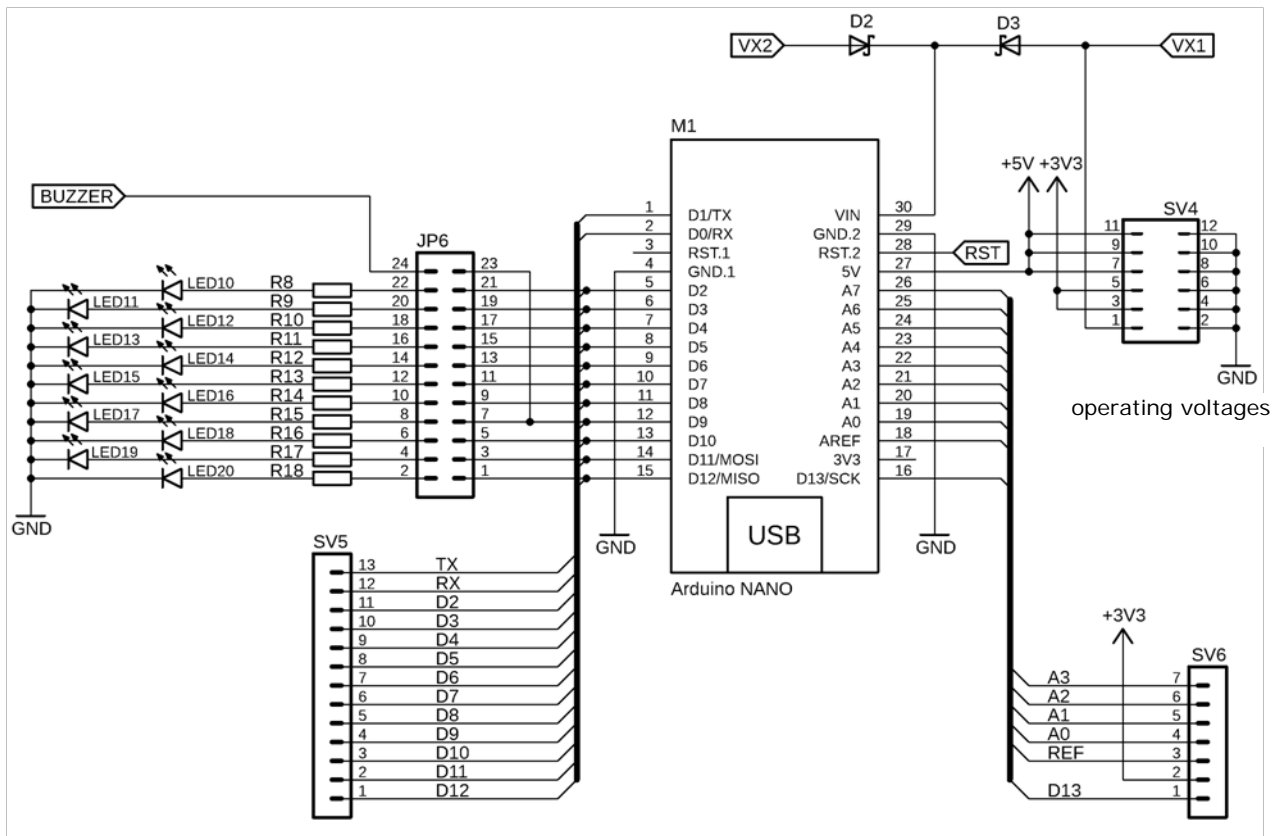 D2 D3
VX2 VX1
M1
+5V +3V3
BUZZER
SV4
1 D1/TX VIN 30
2 D0/RX GND.2 29
3 RST.1 RST.2 28 RST
4 GND.1 5V 27
5 D2 A7 26
6 D3 A6 25
7 D4 A5 24
8 D5 A4 23
9 D6 A3 22
10 D7 A2 21
11 D8 A1 20
12 D9 A0 19
13 D10 AREF 18
14 D11/MOSI 3V3 17
15 D12/MISO D13/SCK 16
USB
Arduino NANO
GND
GND
11 12
9 10
7 8
5 6
3 4
1 2
GND
operating voltages
JP6
24 23
LED10 R8 22 21
LED11 R9 20 19
LED12 R10 18 17
LED13 R11 16 15
LED14 R12 14 13
LED15 R13 12 11
LED16 R14 10 9
LED17 R15 8 7
LED18 R16 6 5
LED19 R17 4 3
LED20 R18 2 1
GND
SV5
13 TX
12 RX
11 D2
10 D3
9 D4
8 D5
7 D6
6 D7
5 D8
4 D9
3 D10
2 D11
1 D12
+3V3
SV6
A3 7
A2 6
A1 5
A0 4
REF 3
2
D13 1